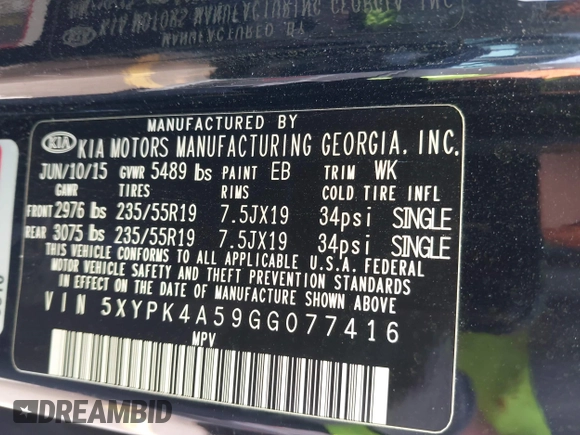 MANUFACTURED BY
KIA KIA MOTORS MANUFACTURING GEORGIA, INC.
JUN/10/15 GVWR 5489 lbs PAINT EB TRIM WK
GAWR TIRES RIMS COLD TIRE INFL
FRONT 2976 lbs 235/55R19 7.5JX19 34psi SINGLE
REAR 3075 lbs 235/55R19 7.5JX19 34psi SINGLE
THIS VEHICLE CONFORMS TO ALL APPLICABLE U.S.A. FEDERAL
MOTOR VEHICLE SAFETY AND THEFT PREVENTION STANDARDS
IN EFFECT ON THE DATE OF MANUFACTURE SHOWN ABOVE.
VIN 5XYPK4A59GG077416
MPV
DREAMBID